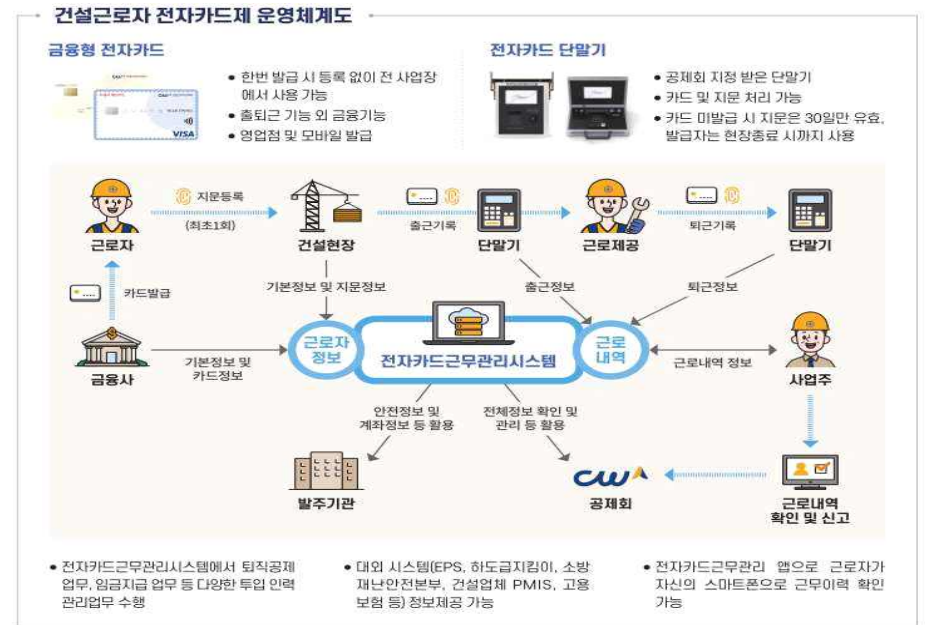 건설근로자 전자카드제 운영체계도
금융형 전자카드
• 한번 발급 시 등록 없이 전 사업장
에서 사용 가능
• 출퇴근 기능 외 금융기능
• 영업점 및 모바일 발급
VISA
전자카드 단말기
• 공제회 지정 받은 단말기
• 카드 및 지문 처리 가능
• 카드 미발급 시 지문은 30일만 유효,
발급자는 현장종료 시까지 사용
지문등록
(최초1회)
출근기록
퇴근기록
근로자
건설현장
단말기
근로제공
단말기
카드발급
기본정보 및 지문정보
출근정보
퇴근정보
금융사
기본정보 및
카드정보
근로자
정보
전자카드근무관리시스템
근로
내역
근로내역 정보
사업주
안전정보 및
계좌정보 등 활용
전체정보 확인 및
관리 등 활용
발주기관
CW
공제회
근로내역
확인 및 신고
• 전자카드근무관리시스템에서 퇴직공제
업무, 임금지급 업무 등 다양한 투입 인력
관리업무 수행
• 대외 시스템(EPS, 하도급지킴이, 소방
재난안전본부, 건설업체 PMIS, 고용
보험 등) 정보제공 가능
• 전자카드근무관리 앱으로 근로자가
자신의 스마트폰으로 근무이력 확인
가능